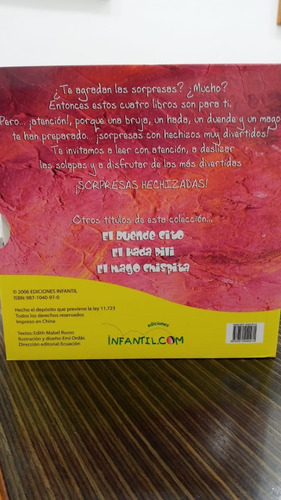 ¿Te agradan las sorpresas? ¿Mucho?
Entonces estos cuatro libros son para ti.
Pero... ¡atención!, porque una bruja, un hada, un duende y un mago
te han preparado... ¡sorpresas con hechizos muy divertidos!
Te invitamos a leer con atención, a deslizar
las solapas y a disfrutar de las más divertidas
¡SORPRESAS HECHIZADAS!
Otros títulos de esta colección...
El Duende Cito
El Hada Pili
El Mago Chispita
© 2006 EDICIONES INFANTIL
ISBN: 987-1040-97-0
Hecho el depósito que previene la ley 11.723
Todos los derechos reservados
Impreso en China
Textos: Edith Mabel Russo
Ilustración y diseño: Emi Ordás
Dirección editorial: Ecuación
ediciones
INFANTIL.COM